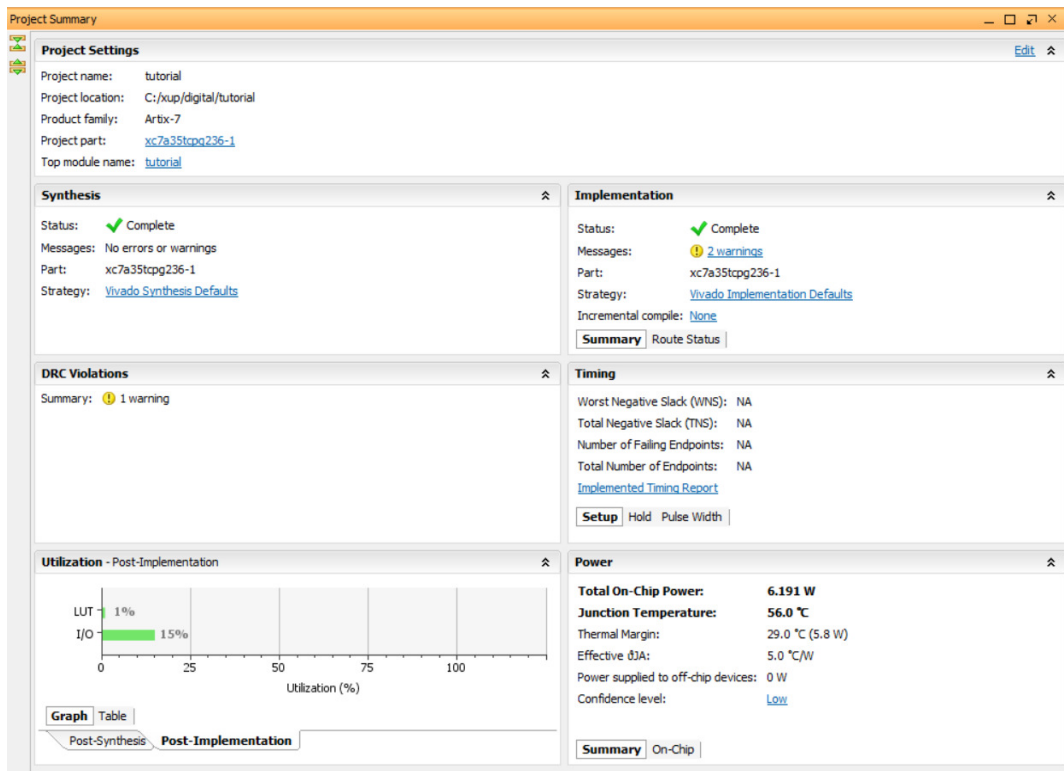 Project Summary
Project Settings
Edit
Project name: tutorial
Project location: C:/xup/digital/tutorial
Product family: Artix-7
Project part: xc7a35tcpg236-1
Top module name: tutorial
Synthesis
Status: Complete
Messages: No errors or warnings
Part: xc7a35tcpg236-1
Strategy: Vivado Synthesis Defaults
Implementation
Status: Complete
Messages: 2 warnings
Part: xc7a35tcpg236-1
Strategy: Vivado Implementation Defaults
Incremental compile: None
Summary Route Status
DRC Violations
Summary: 1 warning
Timing
Worst Negative Slack (WNS): NA
Total Negative Slack (TNS): NA
Number of Failing Endpoints: NA
Total Number of Endpoints: NA
Implemented Timing Report
Setup Hold Pulse Width
Utilization - Post-Implementation
LUT 1%
I/O 15%
0 25 50 75 100
Utilization (%)
Graph Table
Post-Synthesis Post-Implementation
Power
Total On-Chip Power: 6.191 W
Junction Temperature: 56.0 °C
Thermal Margin: 29.0 °C (5.8 W)
Effective ϑJA: 5.0 °C/W
Power supplied to off-chip devices: 0 W
Confidence level: Low
Summary On-Chip